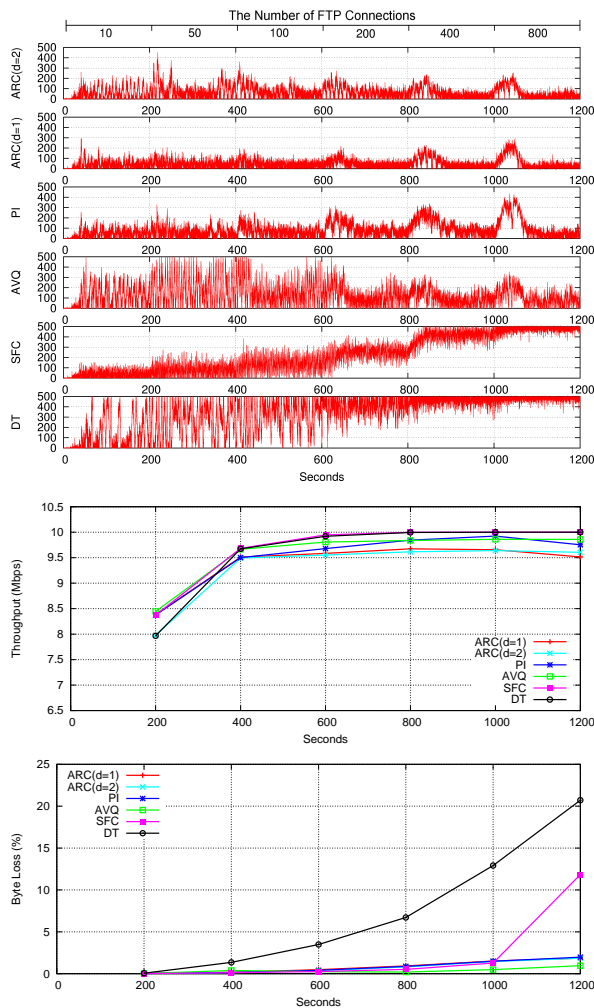 The Number of FTP Connections
10 50 100 200 400 800
ARC(d=2)
500
400
300
200
100
0
0 200 400 600 800 1000 1200
ARC(d=1)
500
400
300
200
100
0
0 200 400 600 800 1000 1200
PI
500
400
300
200
100
0
0 200 400 600 800 1000 1200
AVQ
500
400
300
200
100
0
0 200 400 600 800 1000 1200
SFC
500
400
300
200
100
0
0 200 400 600 800 1000 1200
DT
500
400
300
200
100
0
0 200 400 600 800 1000 1200
Seconds
Throughput (Mbps)
10.5
10
9.5
9
8.5
8
7.5
7
6.5
ARC(d=1)
ARC(d=2)
PI
AVQ
SFC
DT
0 200 400 600 800 1000 1200
Seconds
Byte Loss (%)
25
20
15
10
5
0
ARC(d=1)
ARC(d=2)
PI
AVQ
SFC
DT
0 200 400 600 800 1000 1200
Seconds